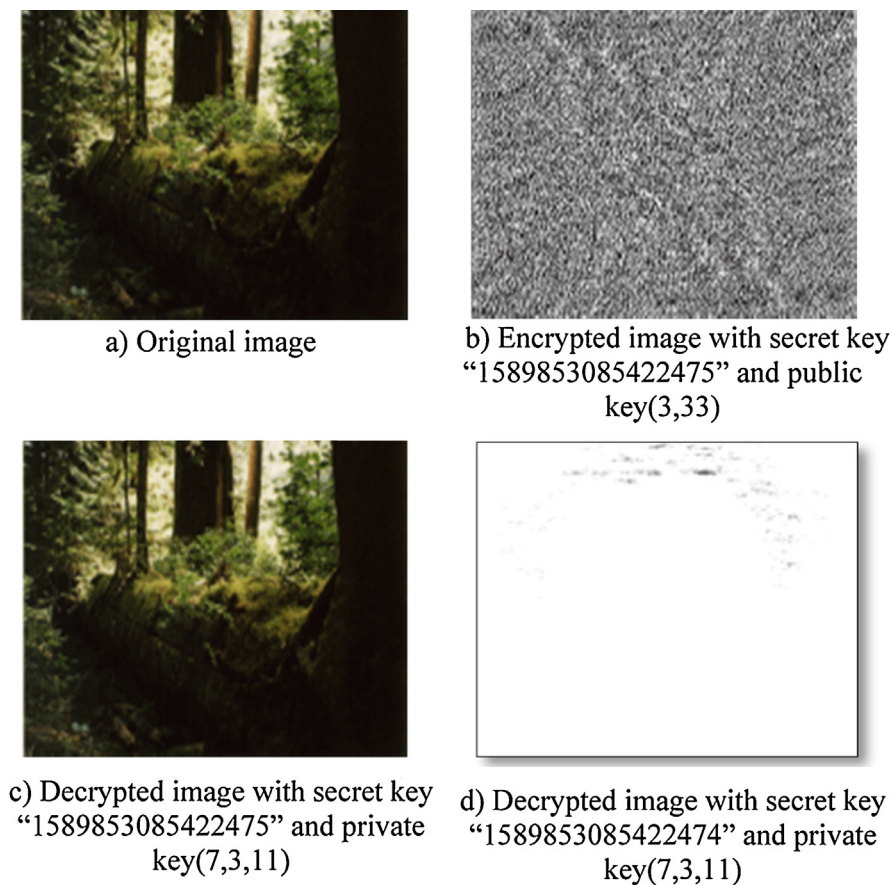 a) Original image
b) Encrypted image with secret key
“1589853085422475” and public
key(3,33)
c) Decrypted image with secret key
“1589853085422475” and private
key(7,3,11)
d) Decrypted image with secret key
“1589853085422474” and private
key(7,3,11)